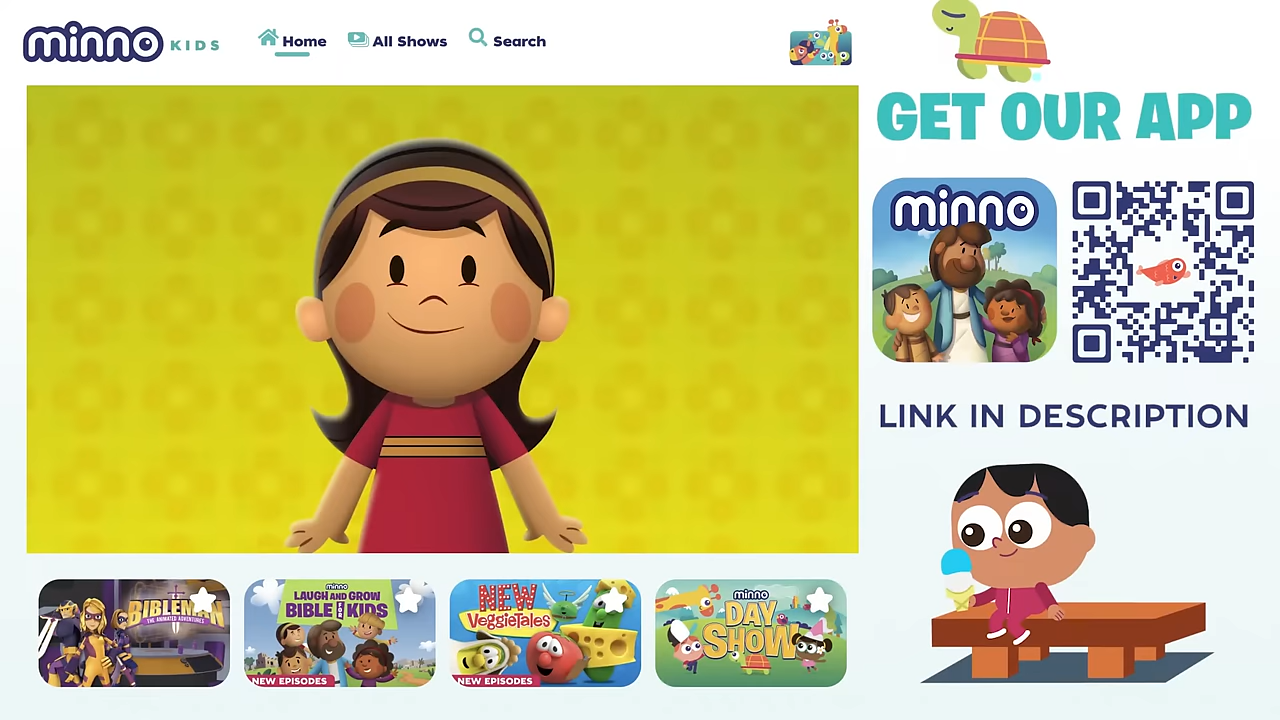 minno KIDS
Home
All Shows
Search
GET OUR APP
minno
LINK IN DESCRIPTION
BIBLEMAN
THE ANIMATED ADVENTURES
minno
LAUGH AND GROW
BIBLE FOR KIDS
NEW EPISODES
NEW
VeggieTales
NEW EPISODES
minno
DAY
SHOW